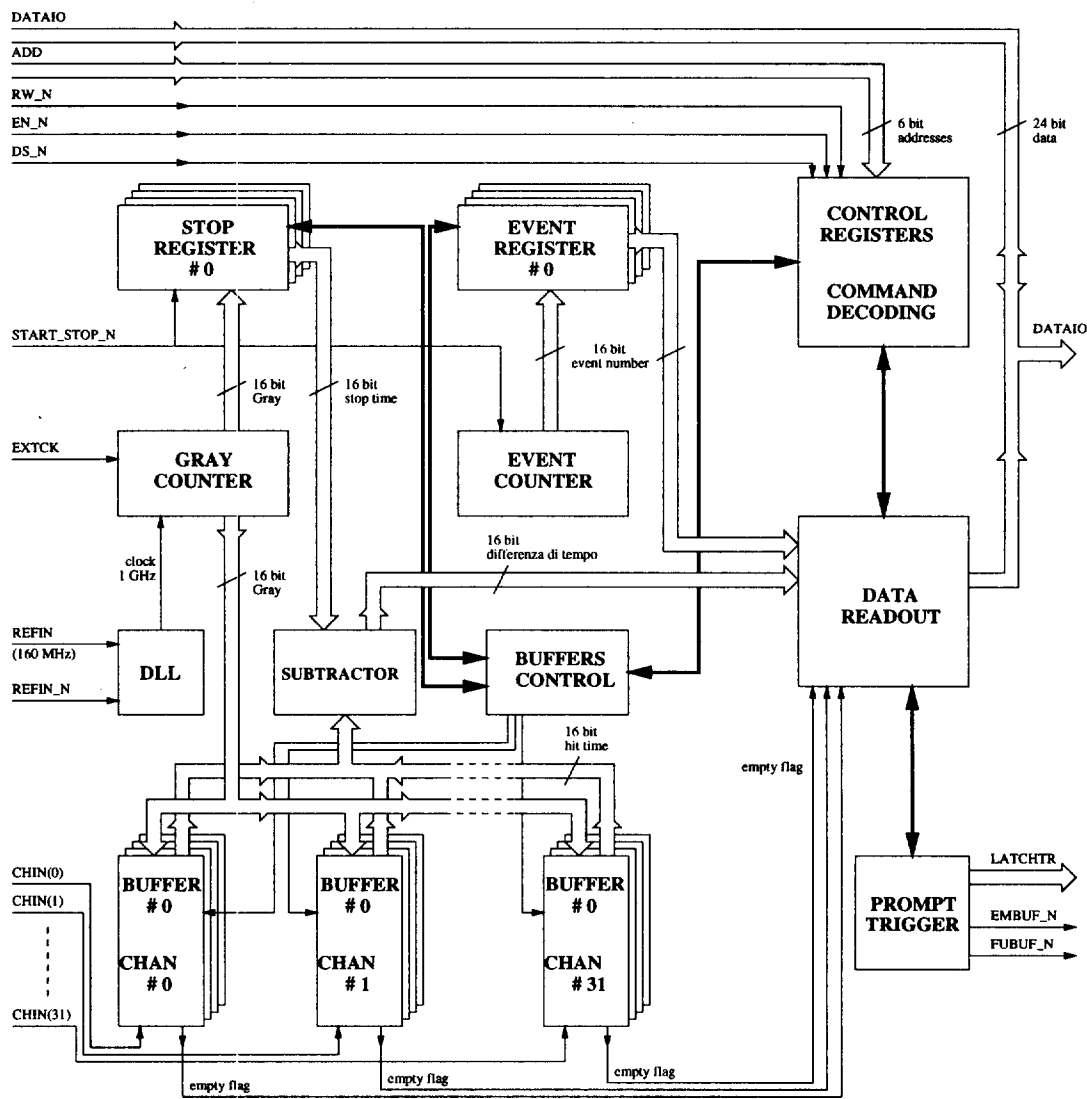 DATAIO
ADD
RW_N
EN_N
DS_N
6 bit
addresses
24 bit
data
STOP
REGISTER
# 0
EVENT
REGISTER
# 0
CONTROL
REGISTERS
COMMAND
DECODING
START_STOP_N
DATAIO
16 bit
Gray
16 bit
stop time
16 bit
event number
EXTCK
GRAY
COUNTER
EVENT
COUNTER
clock
1 GHz
16 bit
Gray
16 bit
differenza di tempo
DATA
READOUT
REFIN
(160 MHz)
REFIN_N
DLL
SUBTRACTOR
BUFFERS
CONTROL
16 bit
hit time
empty flag
CHIN(0)
CHIN(1)
CHIN(31)
BUFFER
# 0
CHAN
# 0
BUFFER
# 0
CHAN
# 1
BUFFER
# 0
CHAN
# 31
PROMPT
TRIGGER
LATCHTR
EMBUF_N
FUBUF_N
empty flag
empty flag
empty flag